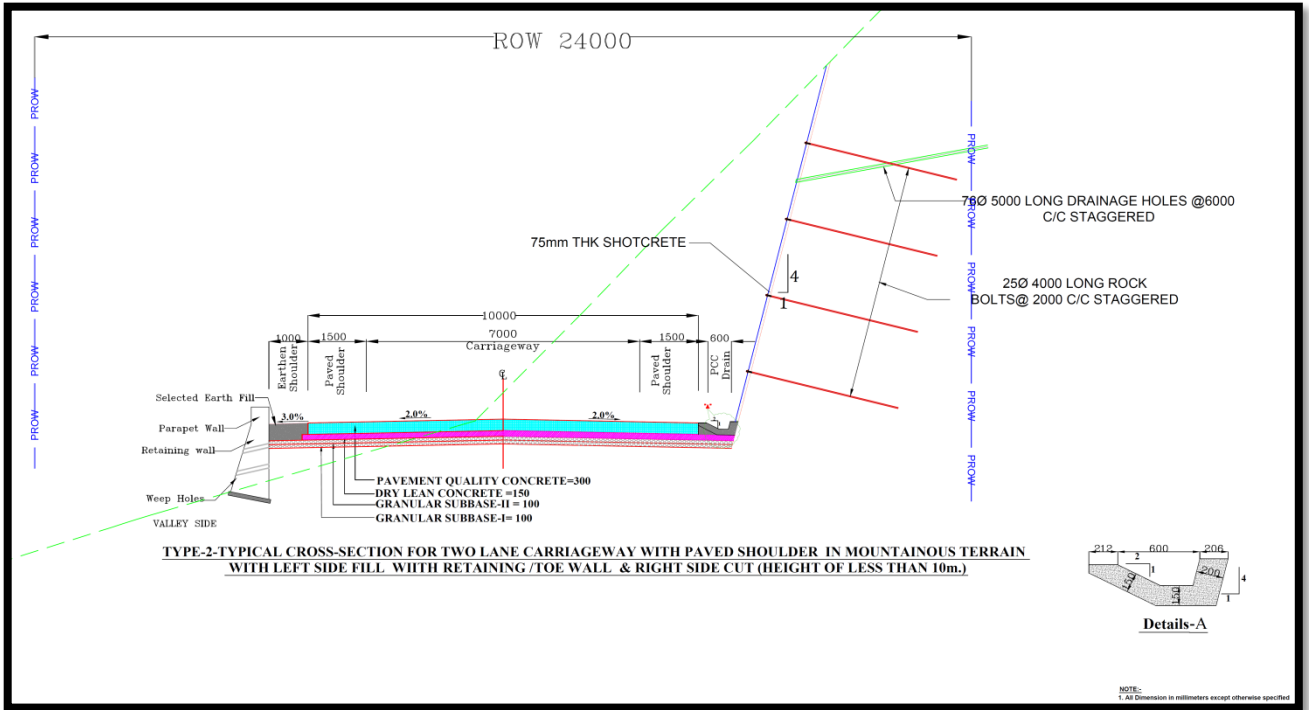 ROW 24000
PROW
PROW
PROW
PROW
PROW
PROW
PROW
PROW
PROW
PROW
76Ø 5000 LONG DRAINAGE HOLES @6000
C/C STAGGERED
75mm THK SHOTCRETE
4
1
25Ø 4000 LONG ROCK
BOLTS@ 2000 C/C STAGGERED
10000
1000
1500
7000
1500
600
Carriageway
Earthen
Shoulder
Paved
Shoulder
Paved
Shoulder
PCC
Drain
Selected Earth Fill
3.0%
2.0%
2.0%
Parapet Wall
Retaining wall
Weep Holes
VALLEY SIDE
PAVEMENT QUALITY CONCRETE=300
DRY LEAN CONCRETE =150
GRANULAR SUBBASE-II = 100
GRANULAR SUBBASE-I= 100
TYPE-2-TYPICAL CROSS-SECTION FOR TWO LANE CARRIAGEWAY WITH PAVED SHOULDER IN MOUNTAINOUS TERRAIN
WITH LEFT SIDE FILL WIITH RETAINING /TOE WALL & RIGHT SIDE CUT (HEIGHT OF LESS THAN 10m.)
212
600
206
2
1
150
150
200
4
1
Details-A
NOTE:-
1. All Dimension in millimeters except otherwise specified